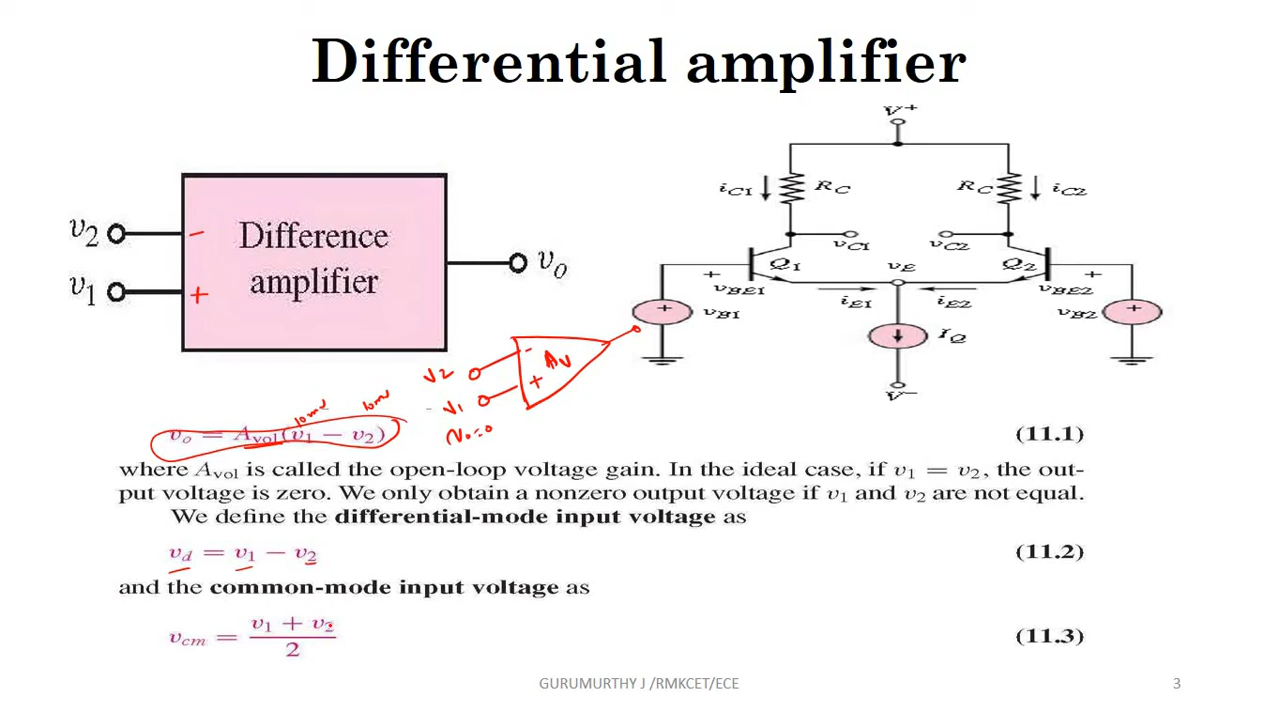 Differential amplifier
v2 −
v1 +
Difference
amplifier
vo
V+
iC1
RC
RC
iC2
vC1
vC2
Q1
vE
Q2
+
vBE1
iE1
iE2
+
vBE2
+
vB1
IQ
+
vB2
V−
V2 −
V1 +
AV
Vo=0
10mV 10mV
vo = Avol(v1 − v2) (11.1)
where Avol is called the open-loop voltage gain. In the ideal case, if v1 = v2, the out-
put voltage is zero. We only obtain a nonzero output voltage if v1 and v2 are not equal.
We define the differential-mode input voltage as
vd = v1 − v2 (11.2)
and the common-mode input voltage as
vcm = (v1 + v2)/2 (11.3)
GURUMURTHY J /RMKCET/ECE 3